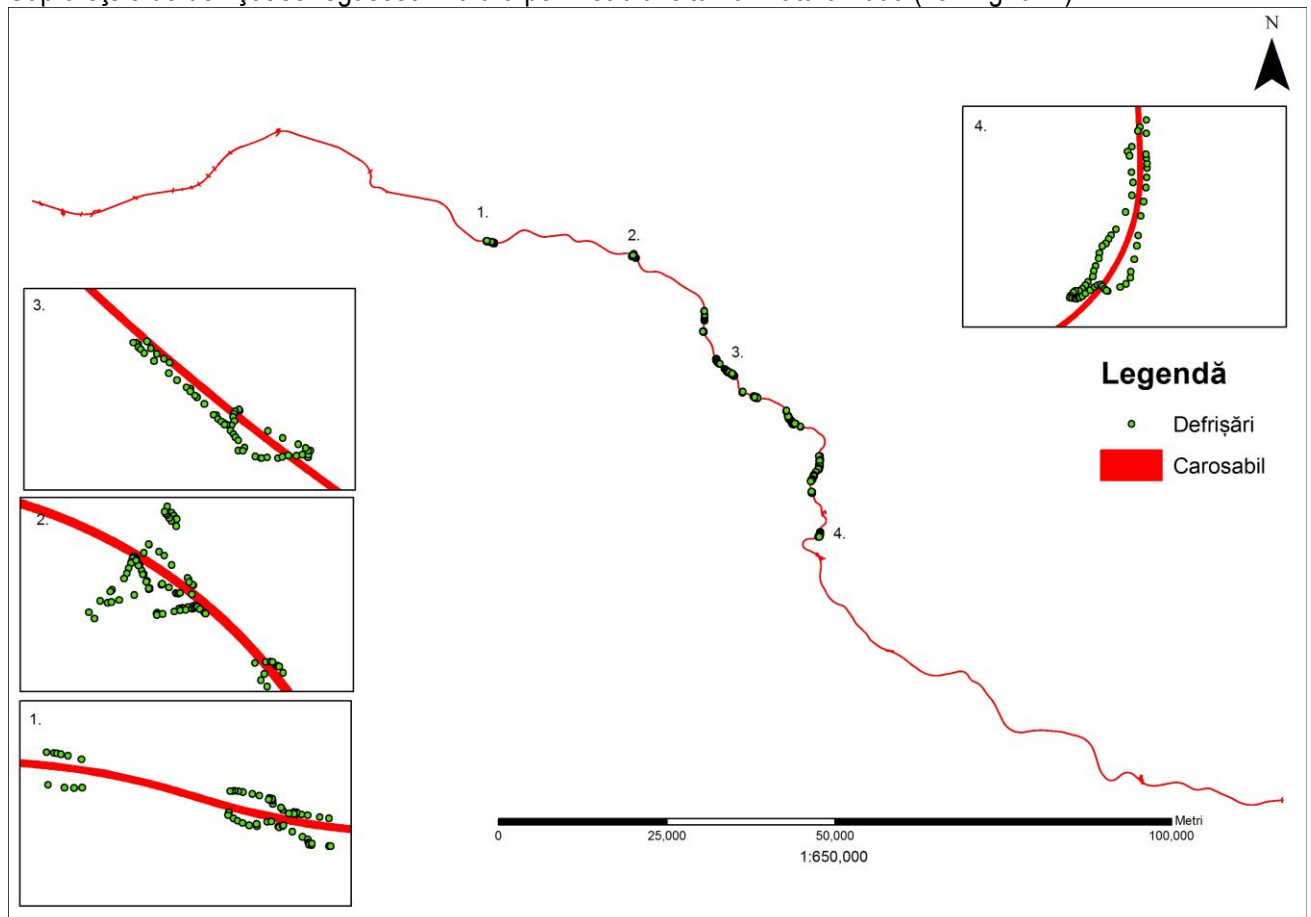 N
4.
1.
2.
3.
3.
4.
2.
1.
Legendă
Defrișări
Carosabil
Metri
0 25,000 50,000 100,000
1:650,000